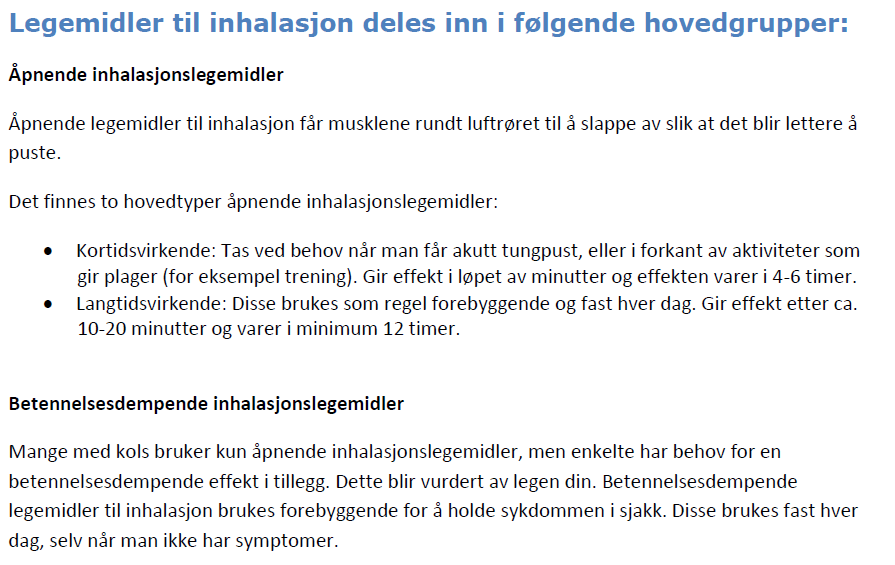 Legemidler til inhalasjon deles inn i følgende hovedgrupper:
Åpnende inhalasjonslegemidler
Åpnende legemidler til inhalasjon får musklene rundt luftrøret til å slappe av slik at det blir lettere å
puste.
Det finnes to hovedtyper åpnende inhalasjonslegemidler:
• Kortidsvirkende: Tas ved behov når man får akutt tungpust, eller i forkant av aktiviteter som
gir plager (for eksempel trening). Gir effekt i løpet av minutter og effekten varer i 4-6 timer.
• Langtidsvirkende: Disse brukes som regel forebyggende og fast hver dag. Gir effekt etter ca.
10-20 minutter og varer i minimum 12 timer.
Betennelsesdempende inhalasjonslegemidler
Mange med kols bruker kun åpnende inhalasjonslegemidler, men enkelte har behov for en
betennelsesdempende effekt i tillegg. Dette blir vurdert av legen din. Betennelsesdempende
legemidler til inhalasjon brukes forebyggende for å holde sykdommen i sjakk. Disse brukes fast hver
dag, selv når man ikke har symptomer.